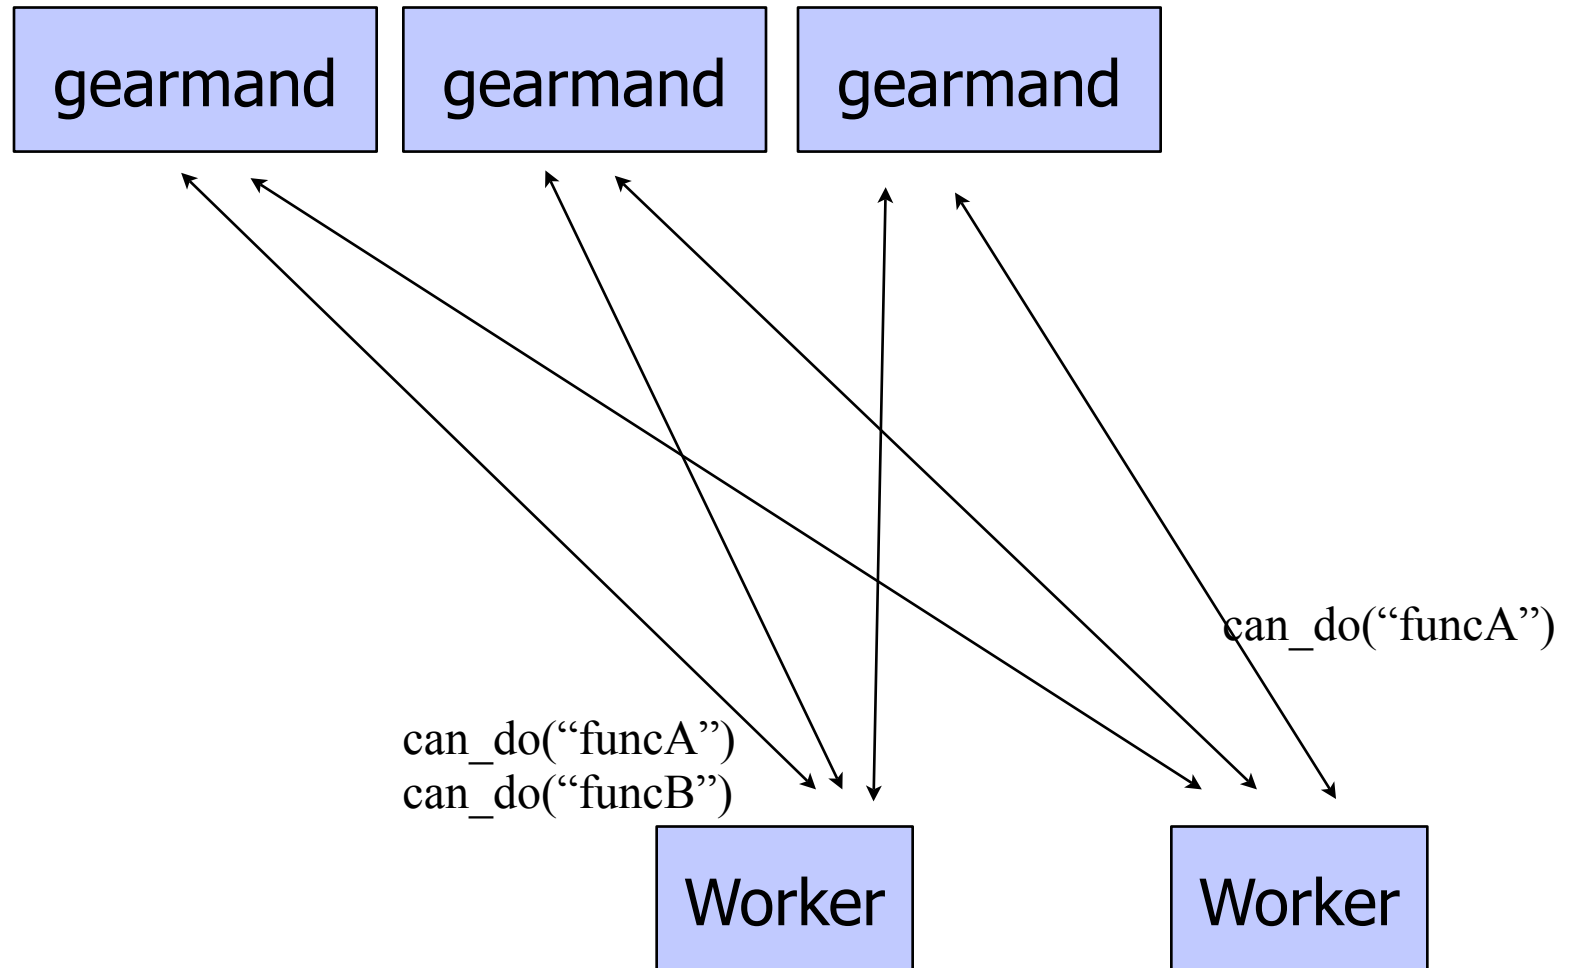 gearmand
gearmand
gearmand
can_do(“funcA”)
can_do(“funcA”)
can_do(“funcB”)
Worker
Worker